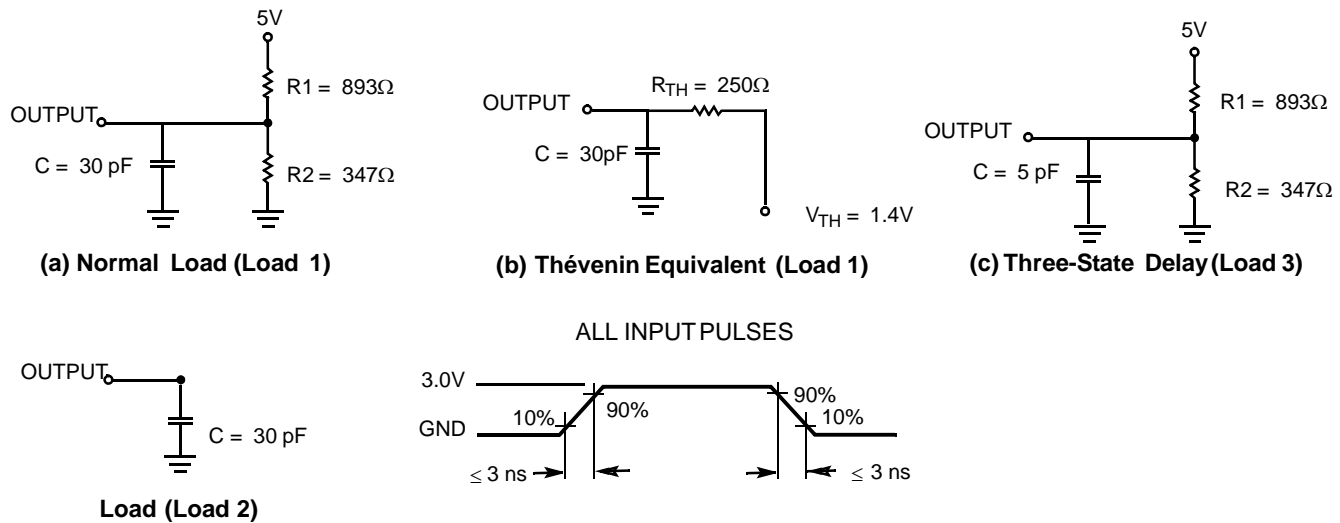 5V
R1 = 893Ω
OUTPUT
C = 30 pF
R2 = 347Ω
(a) Normal Load (Load 1)
RTH = 250Ω
OUTPUT
C = 30pF
VTH = 1.4V
(b) Thévenin Equivalent (Load 1)
5V
R1 = 893Ω
OUTPUT
C = 5 pF
R2 = 347Ω
(c) Three-State Delay (Load 3)
OUTPUT
C = 30 pF
Load (Load 2)
ALL INPUT PULSES
3.0V
GND
10%
90%
90%
10%
≤ 3 ns
≤ 3 ns